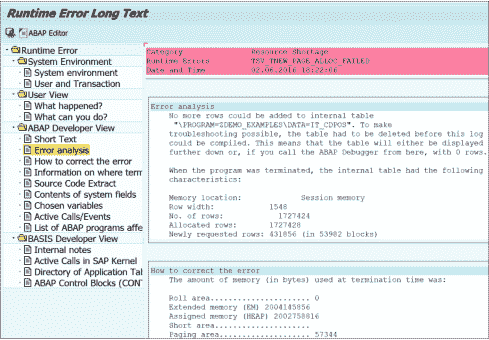 Runtime Error Long Text
ABAP Editor
Runtime Error
System Environment
System environment
User and Transaction
User View
What happened?
What can you do?
ABAP Developer View
Short Text
Error analysis
How to correct the error
Information on where term
Source Code Extract
Contents of system fields
Chosen variables
Active Calls/Events
List of ABAP programs affe
BASIS Developer View
Internal notes
Active Calls in SAP Kernel
Directory of Application Tal
ABAP Control Blocks (CON
Category Resource Shortage
Runtime Errors TSV_TNEW_PAGE_ALLOC_FAILED
Date and Time 02.06.2016 18:22:06
Error analysis
No more rows could be added to internal table
"\PROGRAM=ZDEMO_EXAMPLES\DATA=IT_CDPOS". To make
troubleshooting possible, the table had to be deleted before this log
could be compiled. This means that the table will either be displayed
further down or, if you call the ABAP Debugger from here, with 0 rows.
When the program was terminated, the internal table had the following
characteristics:
Memory location: Session memory
Row width: 1548
No. of rows: 1727424
Allocated rows: 1727428
Newly requested rows: 431856 (in 53982 blocks)
How to correct the error
The amount of memory (in bytes) used at termination time was:
Roll area...................... 0
Extended memory (EM) 2004145856
Assigned memory (HEAP) 2002758816
Short area.....................
Paging area.................... 57344